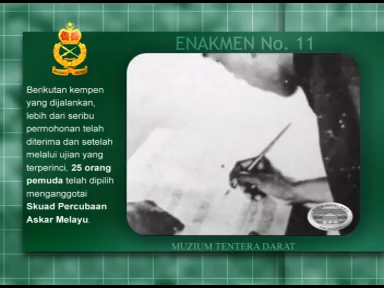 ENAKMEN No. 11
Berikutan kempen
yang dijalankan,
lebih dari seribu
permohonan telah
diterima dan setelah
melalui ujian yang
terperinci, 25 orang
pemuda telah dipilih
menganggotai
Skuad Percubaan
Askar Melayu.
MUZIUM TENTERA DARAT